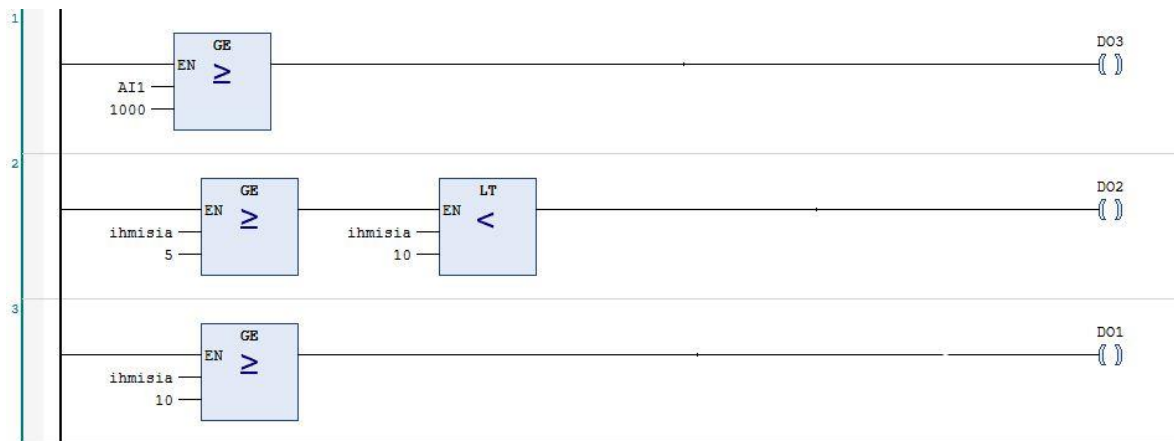 1
GE
DO3
EN ≥
AI1
1000
2
GE
LT
DO2
EN ≥
EN <
ihmisia
ihmisia
5
10
3
GE
DO1
EN ≥
ihmisia
10